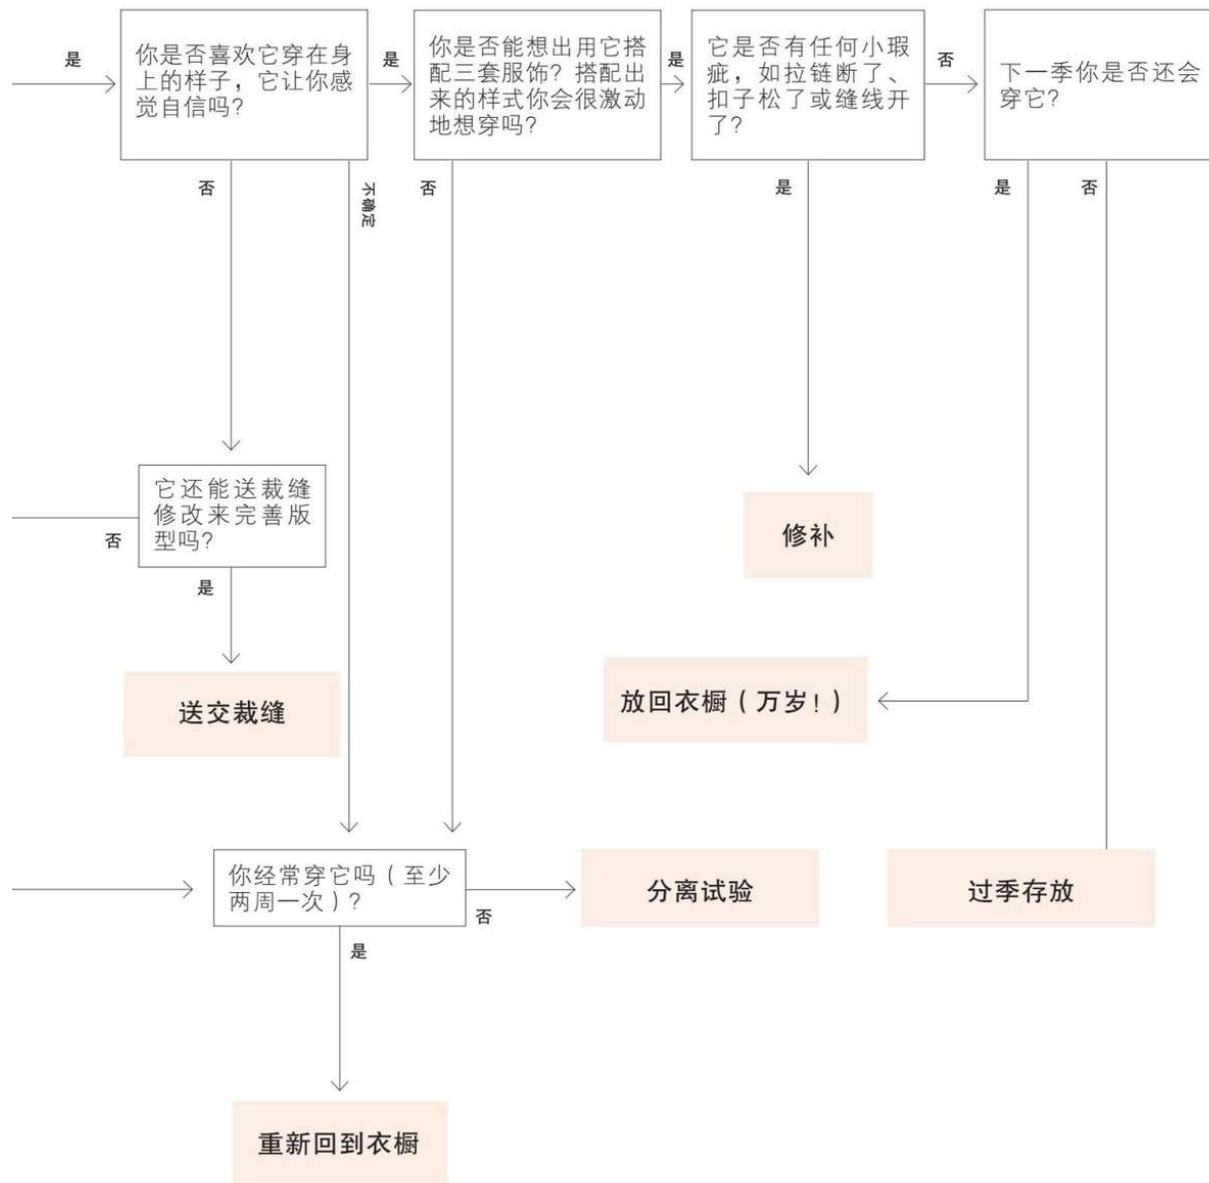 是
你是否喜欢它穿在身
上的样子，它让你感
觉自信吗？
是
你是否能想出用它搭
配三套服饰？搭配出
来的样式你会很激动
地想穿吗？
是
它是否有任何小瑕
疵，如拉链断了、
扣子松了或缝线开
了？
否
下一季你是否还会
穿它？
否
不确定
否
是
是
否
它还能送裁缝
修改来完善版
型吗？
否
是
修补
送交裁缝
放回衣橱（万岁！）
你经常穿它吗（至少
两周一次）？
否
是
分离试验
过季存放
重新回到衣橱